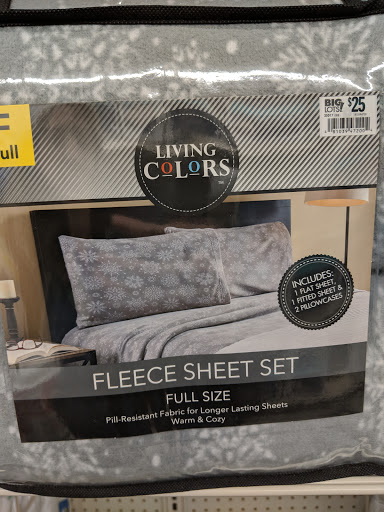 F
ull
BIG
LOTS!
$25
LIVING
COLORS
INCLUDES:
1 FLAT SHEET,
1 FITTED SHEET &
2 PILLOWCASES
FLEECE SHEET SET
FULL SIZE
Pill-Resistant Fabric for Longer Lasting Sheets
Warm & Cozy